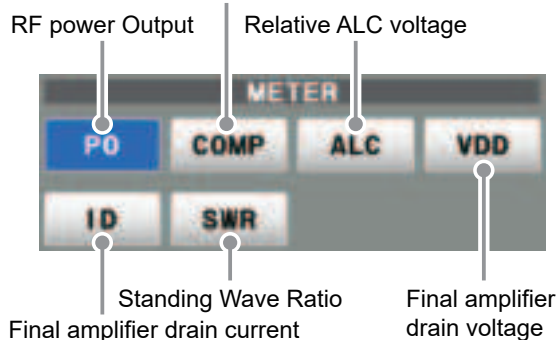 RF power Output
Relative ALC voltage
METER
PO
COMP
ALC
VDD
ID
SWR
Standing Wave Ratio
Final amplifier drain current
Final amplifier
drain voltage